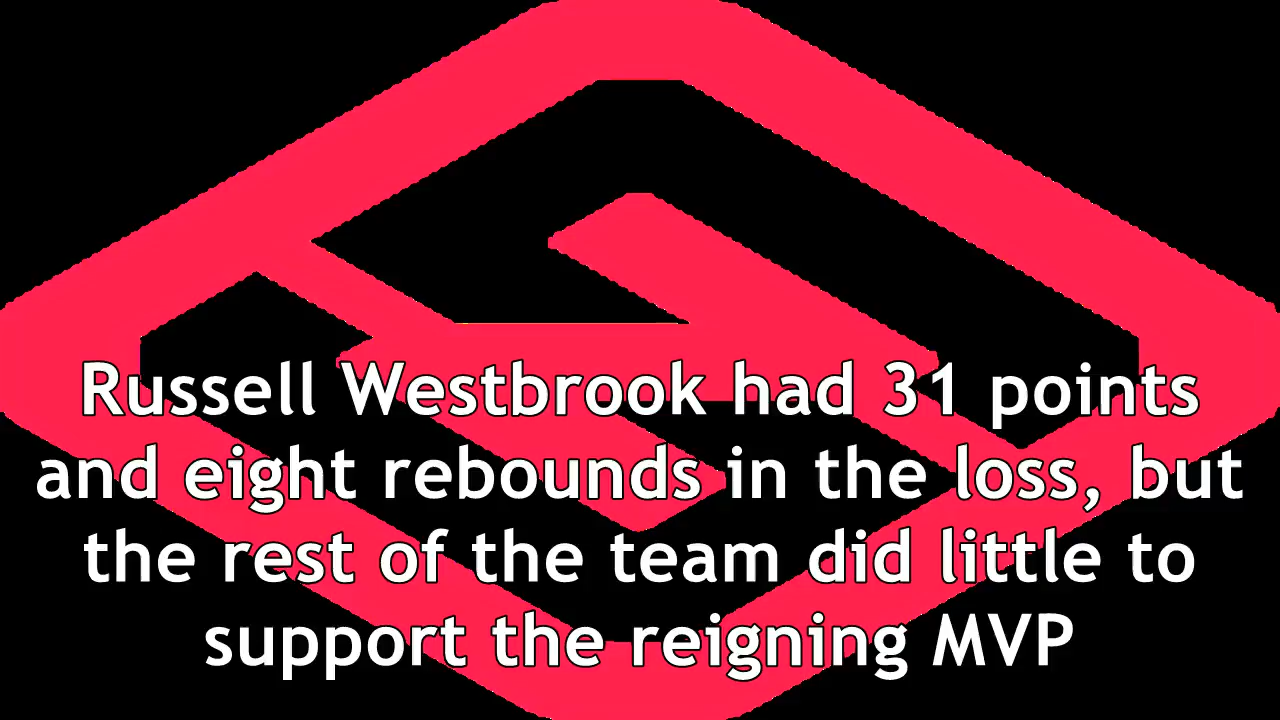 Russell Westbrook had 31 points
and eight rebounds in the loss, but
the rest of the team did little to
support the reigning MVP